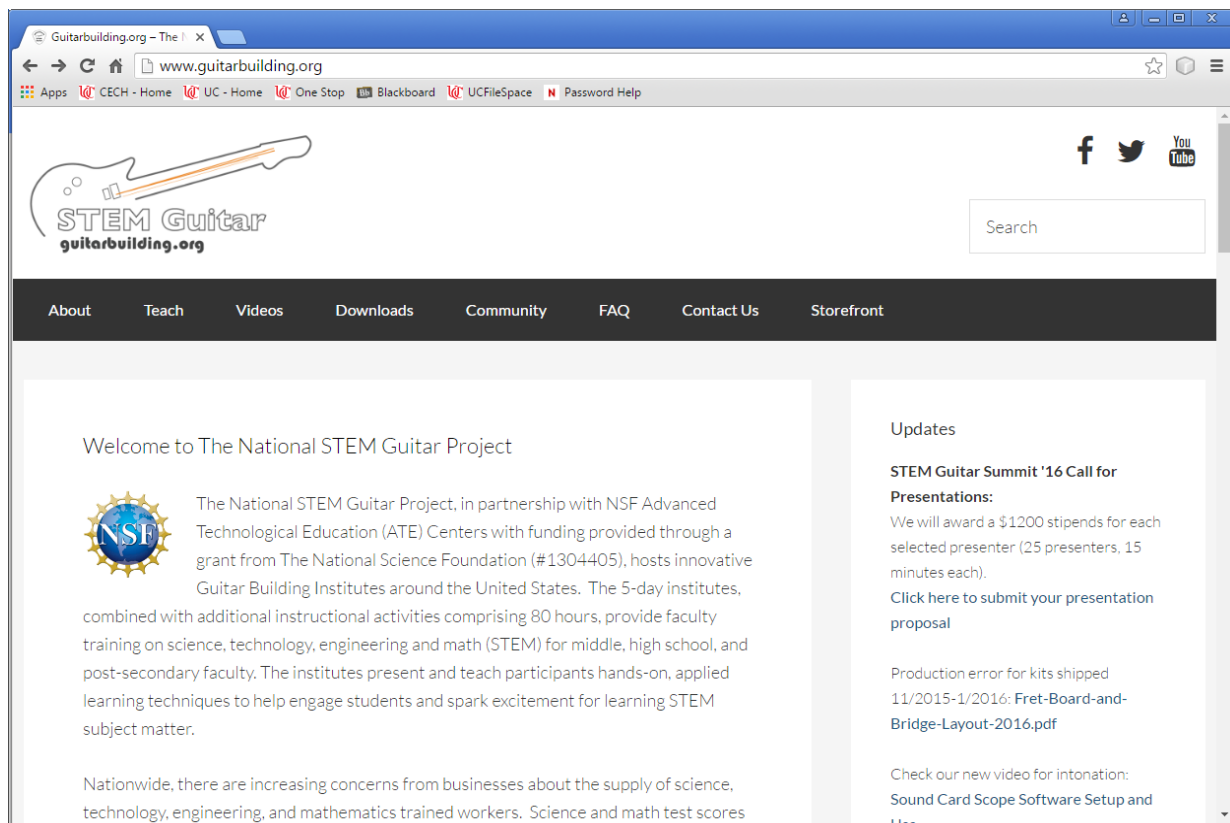 Guitarbuilding.org – The N
www.guitarbuilding.org
Apps CECH - Home UC - Home One Stop Bb Blackboard UCFileSpace N Password Help
STEM Guitar
guitarbuilding.org
You
Tube
Search
About Teach Videos Downloads Community FAQ Contact Us Storefront
Welcome to The National STEM Guitar Project
NSF
The National STEM Guitar Project, in partnership with NSF Advanced
Technological Education (ATE) Centers with funding provided through a
grant from The National Science Foundation (#1304405), hosts innovative
Guitar Building Institutes around the United States. The 5-day institutes,
combined with additional instructional activities comprising 80 hours, provide faculty
training on science, technology, engineering and math (STEM) for middle, high school, and
post-secondary faculty. The institutes present and teach participants hands-on, applied
learning techniques to help engage students and spark excitement for learning STEM
subject matter.
Nationwide, there are increasing concerns from businesses about the supply of science,
technology, engineering, and mathematics trained workers. Science and math test scores
Updates
STEM Guitar Summit '16 Call for
Presentations:
We will award a $1200 stipends for each
selected presenter (25 presenters, 15
minutes each).
Click here to submit your presentation
proposal
Production error for kits shipped
11/2015-1/2016: Fret-Board-and-
Bridge-Layout-2016.pdf
Check our new video for intonation:
Sound Card Scope Software Setup and